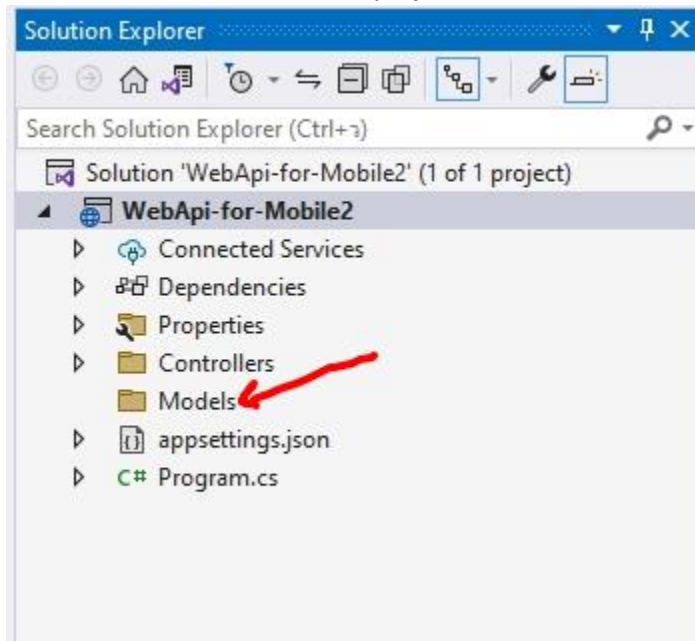 Solution Explorer
Search Solution Explorer (Ctrl+ר)
Solution 'WebApi-for-Mobile2' (1 of 1 project)
WebApi-for-Mobile2
Connected Services
Dependencies
Properties
Controllers
Models
appsettings.json
C# Program.cs